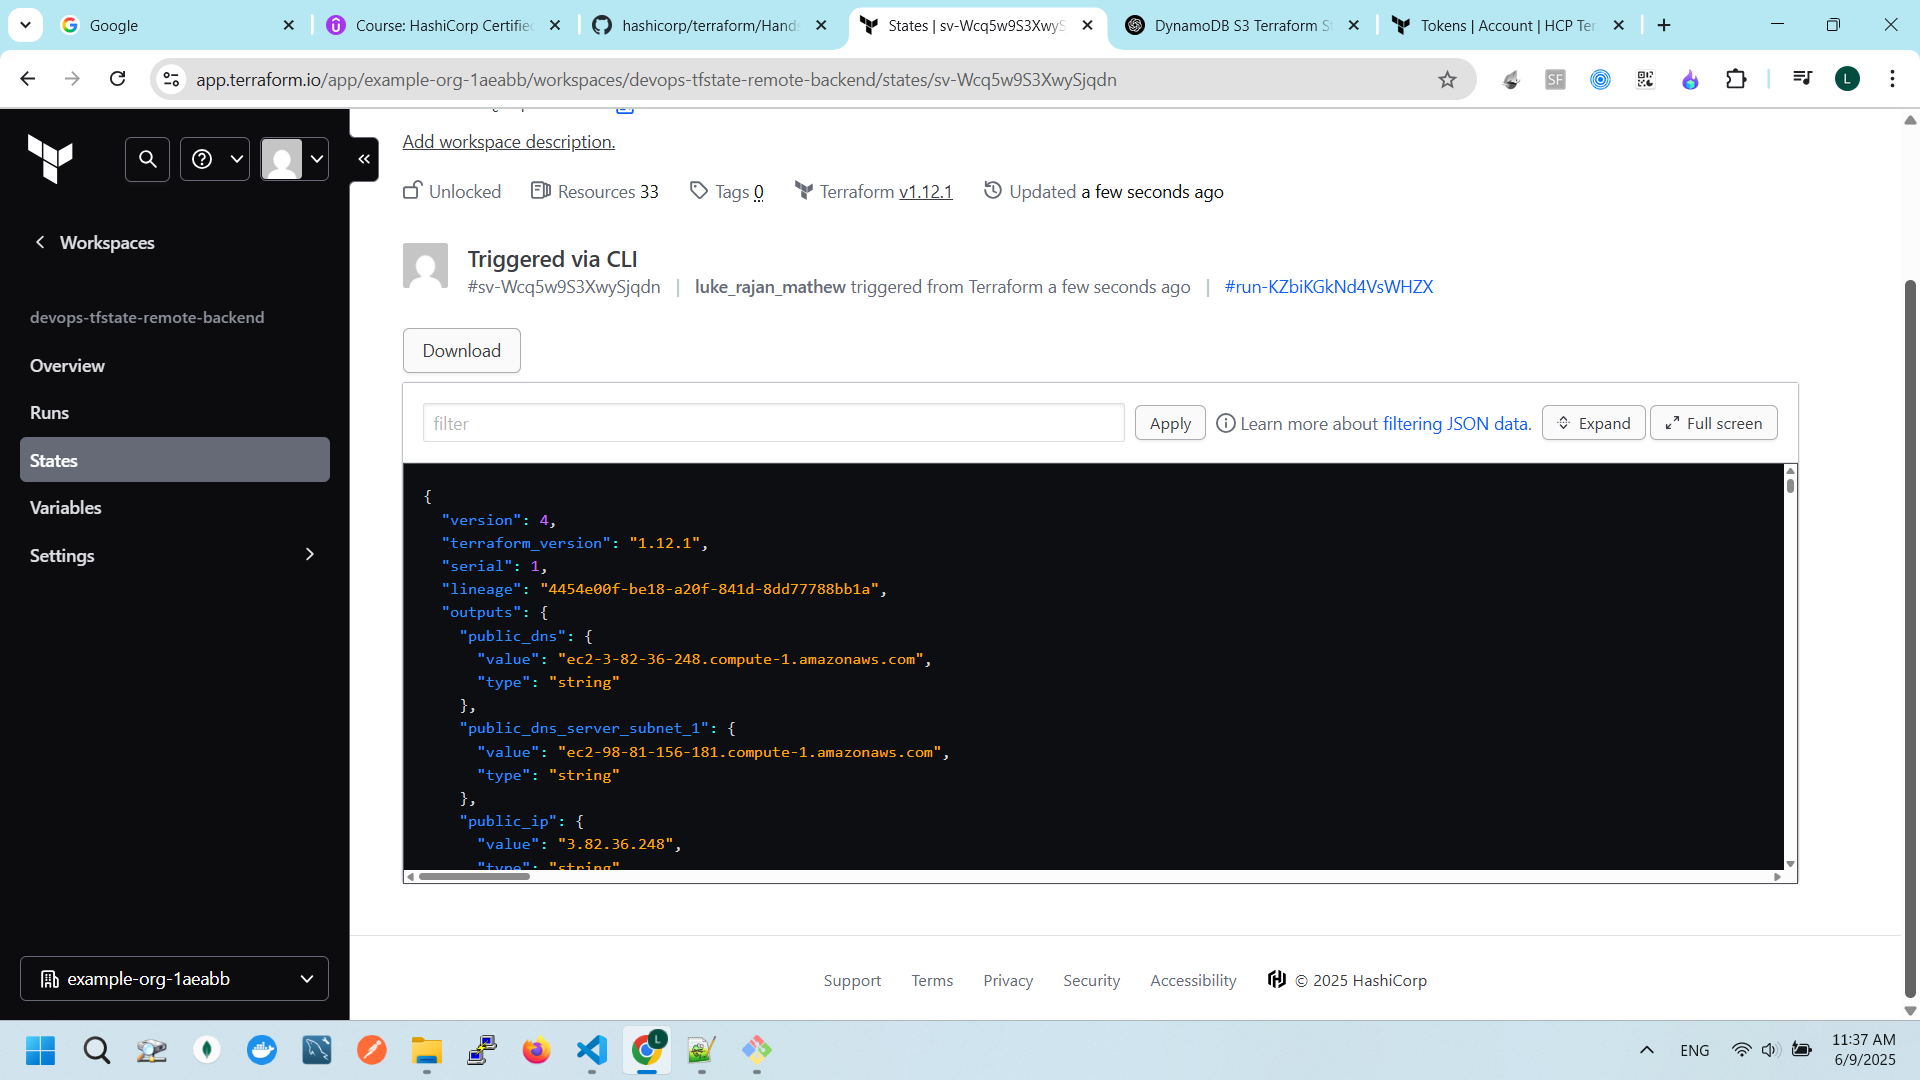 Google
Course: HashiCorp Certified
hashicorp/terraform/Hands
States | sv-Wcq5w9S3XwyS
DynamoDB S3 Terraform St
Tokens | Account | HCP Ter
app.terraform.io/app/example-org-1aeabb/workspaces/devops-tfstate-remote-backend/states/sv-Wcq5w9S3XwySjqdn
SF
L
Workspaces
devops-tfstate-remote-backend
Overview
Runs
States
Variables
Settings
example-org-1aeabb
Add workspace description.
Unlocked Resources 33 Tags 0 Terraform v1.12.1 Updated a few seconds ago
Triggered via CLI
#sv-Wcq5w9S3XwySjqdn | luke_rajan_mathew triggered from Terraform a few seconds ago | #run-KZbiKGkNd4VsWHZX
Download
filter Apply Learn more about filtering JSON data. Expand Full screen
{
"version": 4,
"terraform_version": "1.12.1",
"serial": 1,
"lineage": "4454e00f-be18-a20f-841d-8dd77788bb1a",
"outputs": {
"public_dns": {
"value": "ec2-3-82-36-248.compute-1.amazonaws.com",
"type": "string"
},
"public_dns_server_subnet_1": {
"value": "ec2-98-81-156-181.compute-1.amazonaws.com",
"type": "string"
},
"public_ip": {
"value": "3.82.36.248",
"type": "string"
Support Terms Privacy Security Accessibility © 2025 HashiCorp
L
ENG
11:37 AM
6/9/2025